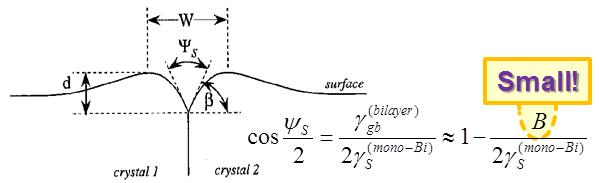 W
Ψ_S
d
β
surface
crystal 1
crystal 2
Small!
cos ψ_S/2 = γ_gb^(bilayer) / 2γ_S^(mono−Bi) ≈ 1 − B / 2γ_S^(mono−Bi)